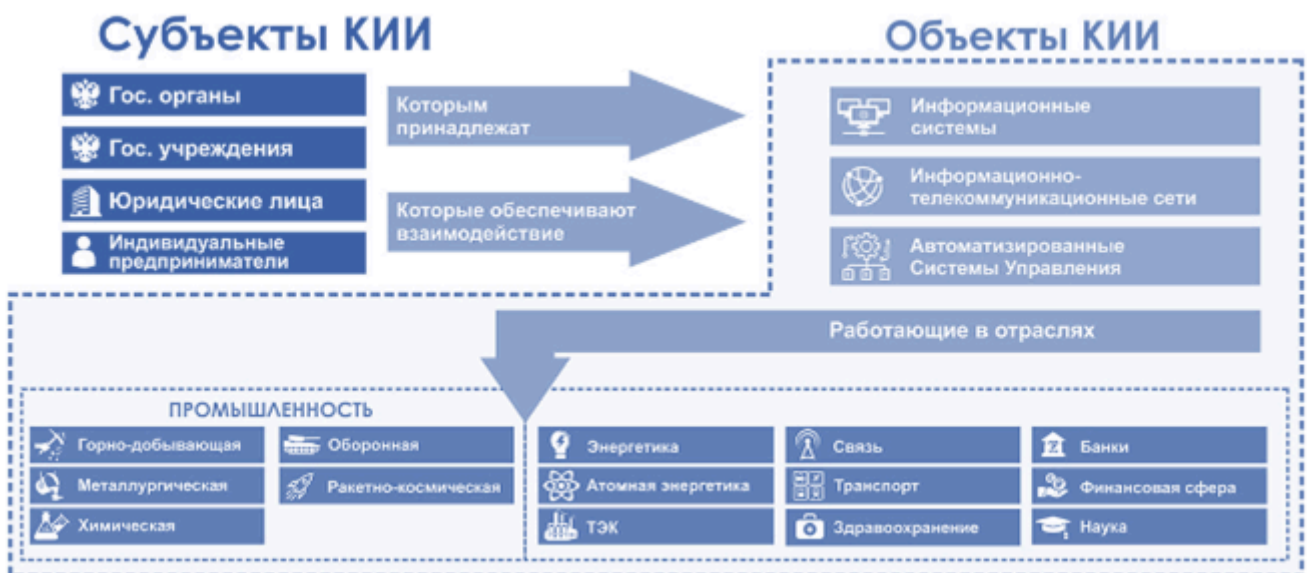 Субъекты КИИ
Объекты КИИ
Гос. органы
Гос. учреждения
Юридические лица
Индивидуальные
предприниматели
Которым
принадлежат
Которые обеспечивают
взаимодействие
Информационные
системы
Информационно-
телекоммуникационные сети
Автоматизированные
Системы Управления
Работающие в отраслях
ПРОМЫШЛЕННОСТЬ
Горно-добывающая
Металлургическая
Химическая
Оборонная
Ракетно-космическая
Энергетика
Атомная энергетика
ТЭК
Связь
Транспорт
Здравоохранение
Банки
Финансовая сфера
Наука